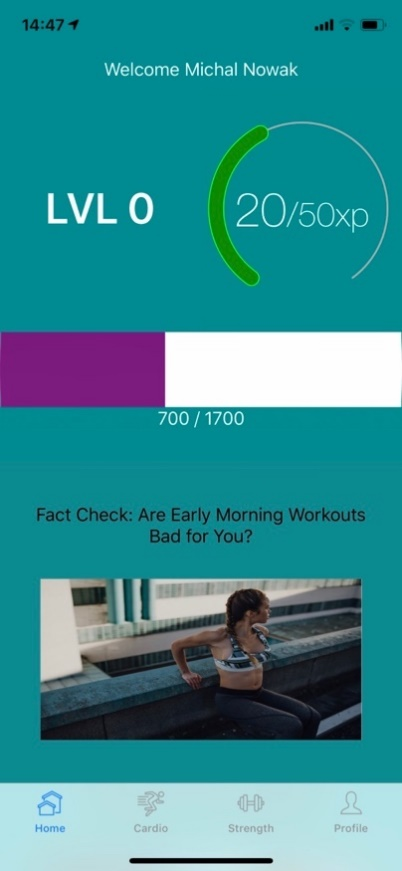 14:47
Welcome Michal Nowak
LVL 0
20/50xp
700 / 1700
Fact Check: Are Early Morning Workouts
Bad for You?
Home
Cardio
Strength
Profile